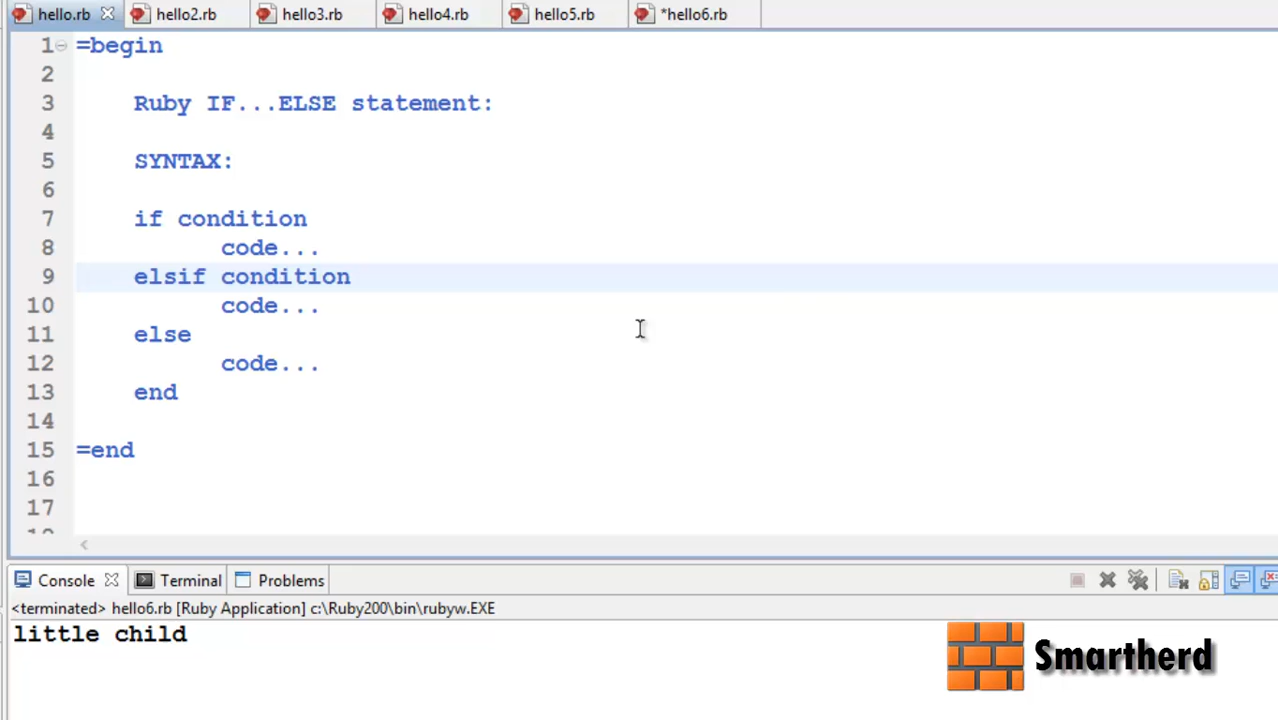 hello.rb hello2.rb hello3.rb hello4.rb hello5.rb *hello6.rb
1 =begin
2
3 Ruby IF...ELSE statement:
4
5 SYNTAX:
6
7 if condition
8 code...
9 elsif condition
10 code...
11 else
12 code...
13 end
14
15 =end
16
17
Console Terminal Problems
<terminated> hello6.rb [Ruby Application] c:\Ruby200\bin\rubyw.EXE
little child
Smartherd